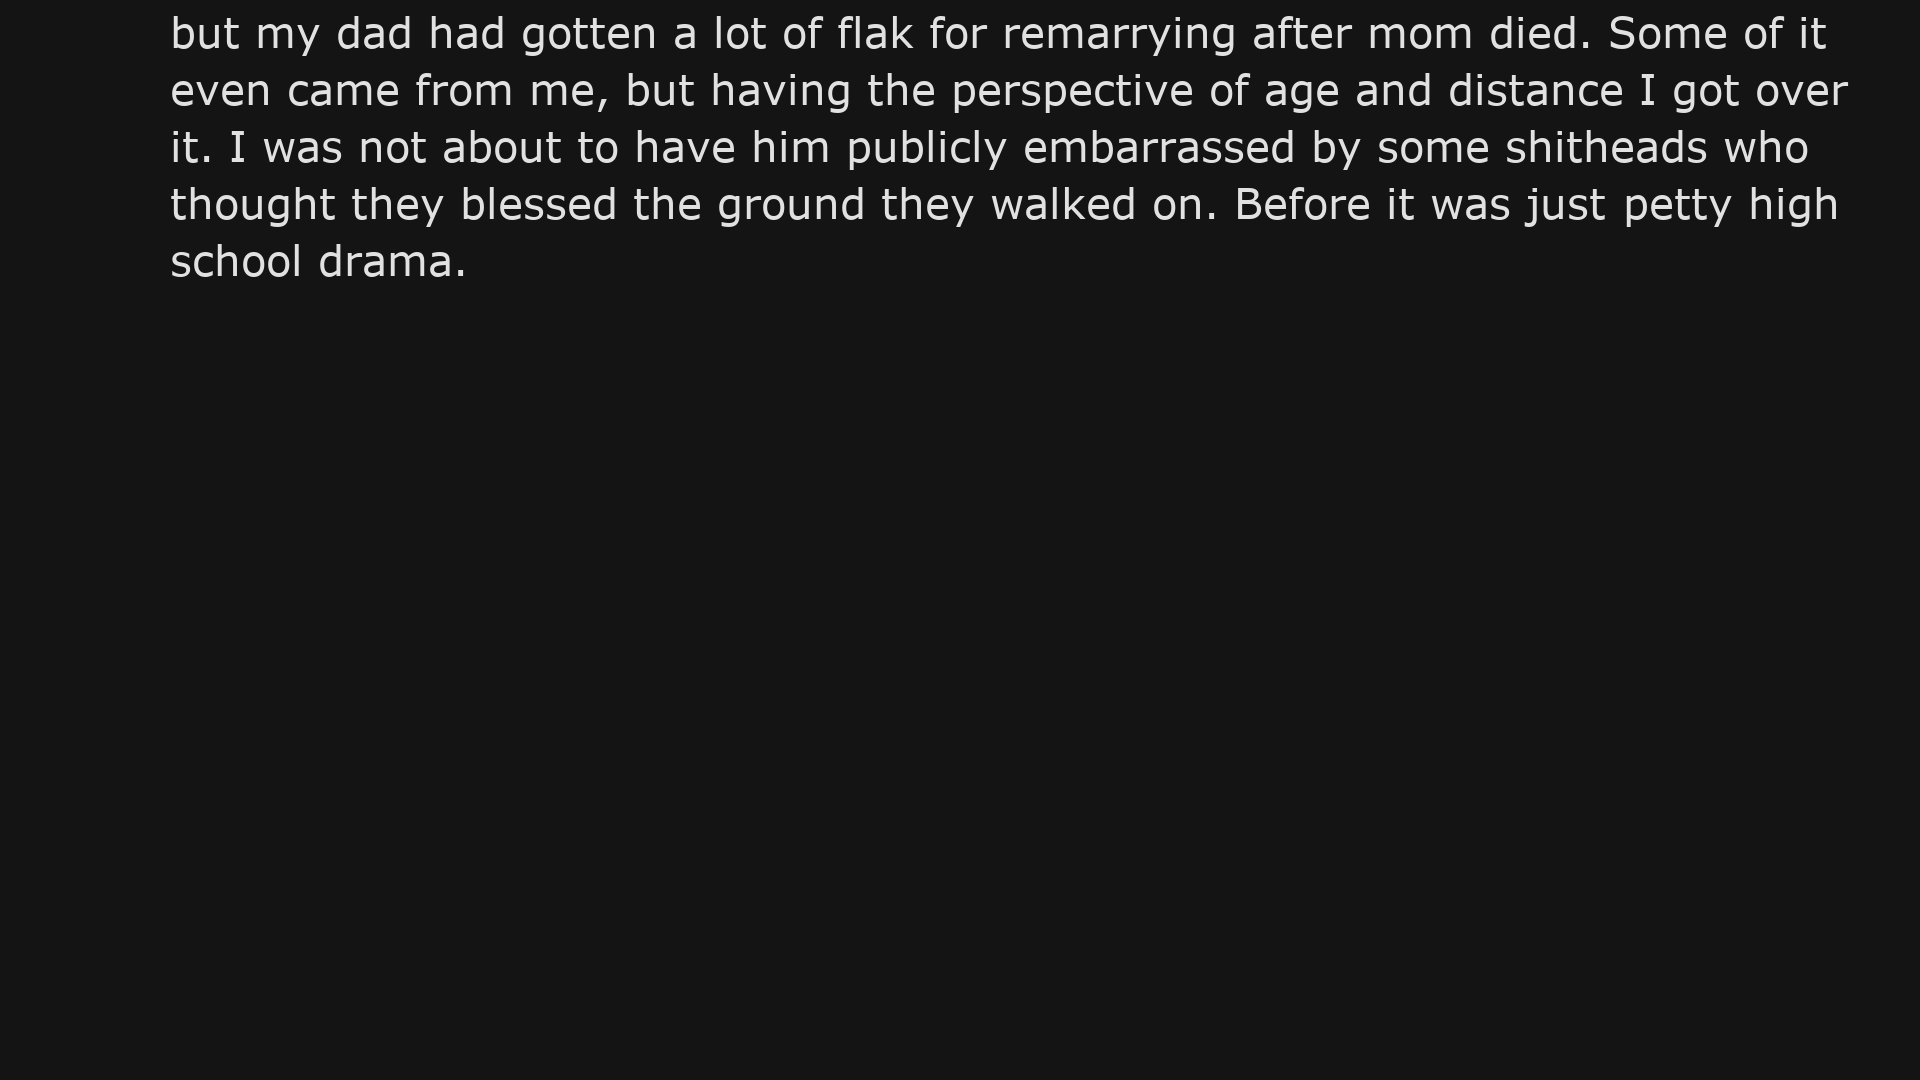 but my dad had gotten a lot of flak for remarrying after mom died. Some of it
even came from me, but having the perspective of age and distance I got over
it. I was not about to have him publicly embarrassed by some shitheads who
thought they blessed the ground they walked on. Before it was just petty high
school drama.